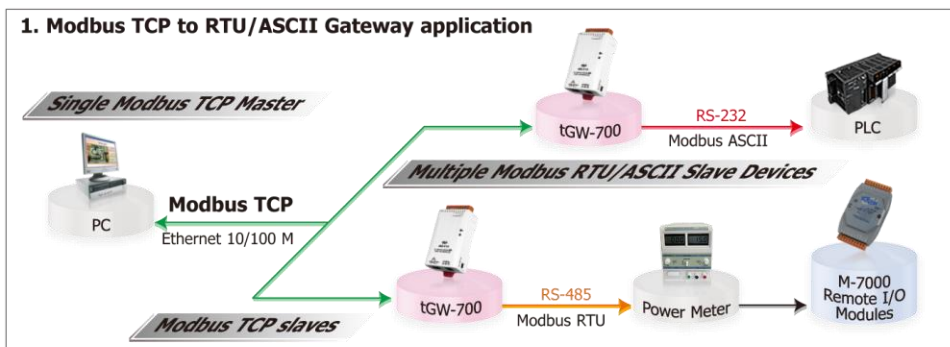 1. Modbus TCP to RTU/ASCII Gateway application
Single Modbus TCP Master
tGW-700
RS-232
Modbus ASCII
PLC
Multiple Modbus RTU/ASCII Slave Devices
PC
Modbus TCP
Ethernet 10/100 M
tGW-700
RS-485
Modbus RTU
Power Meter
M-7000
Remote I/O
Modules
Modbus TCP slaves